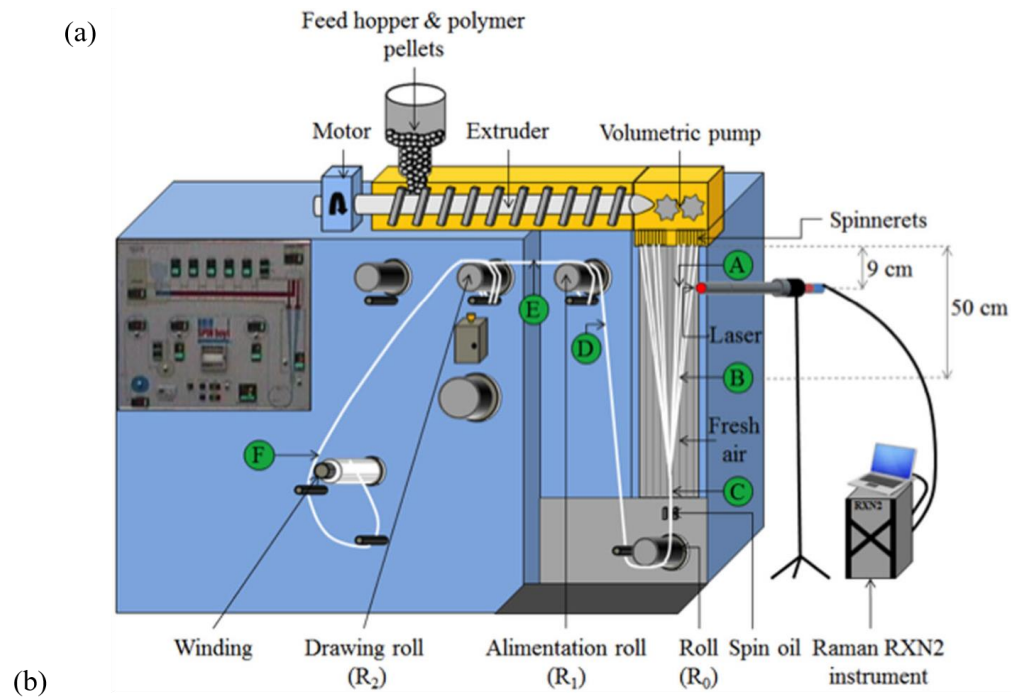 (a)
Feed hopper & polymer
pellets
Motor
Extruder
Volumetric pump
Spinnerets
A
9 cm
50 cm
E
Laser
D
B
Fresh
air
F
C
RXN2
Winding
Drawing roll
(R2)
Alimentation roll
(R1)
Roll
(R0)
Spin oil
Raman RXN2
instrument
(b)